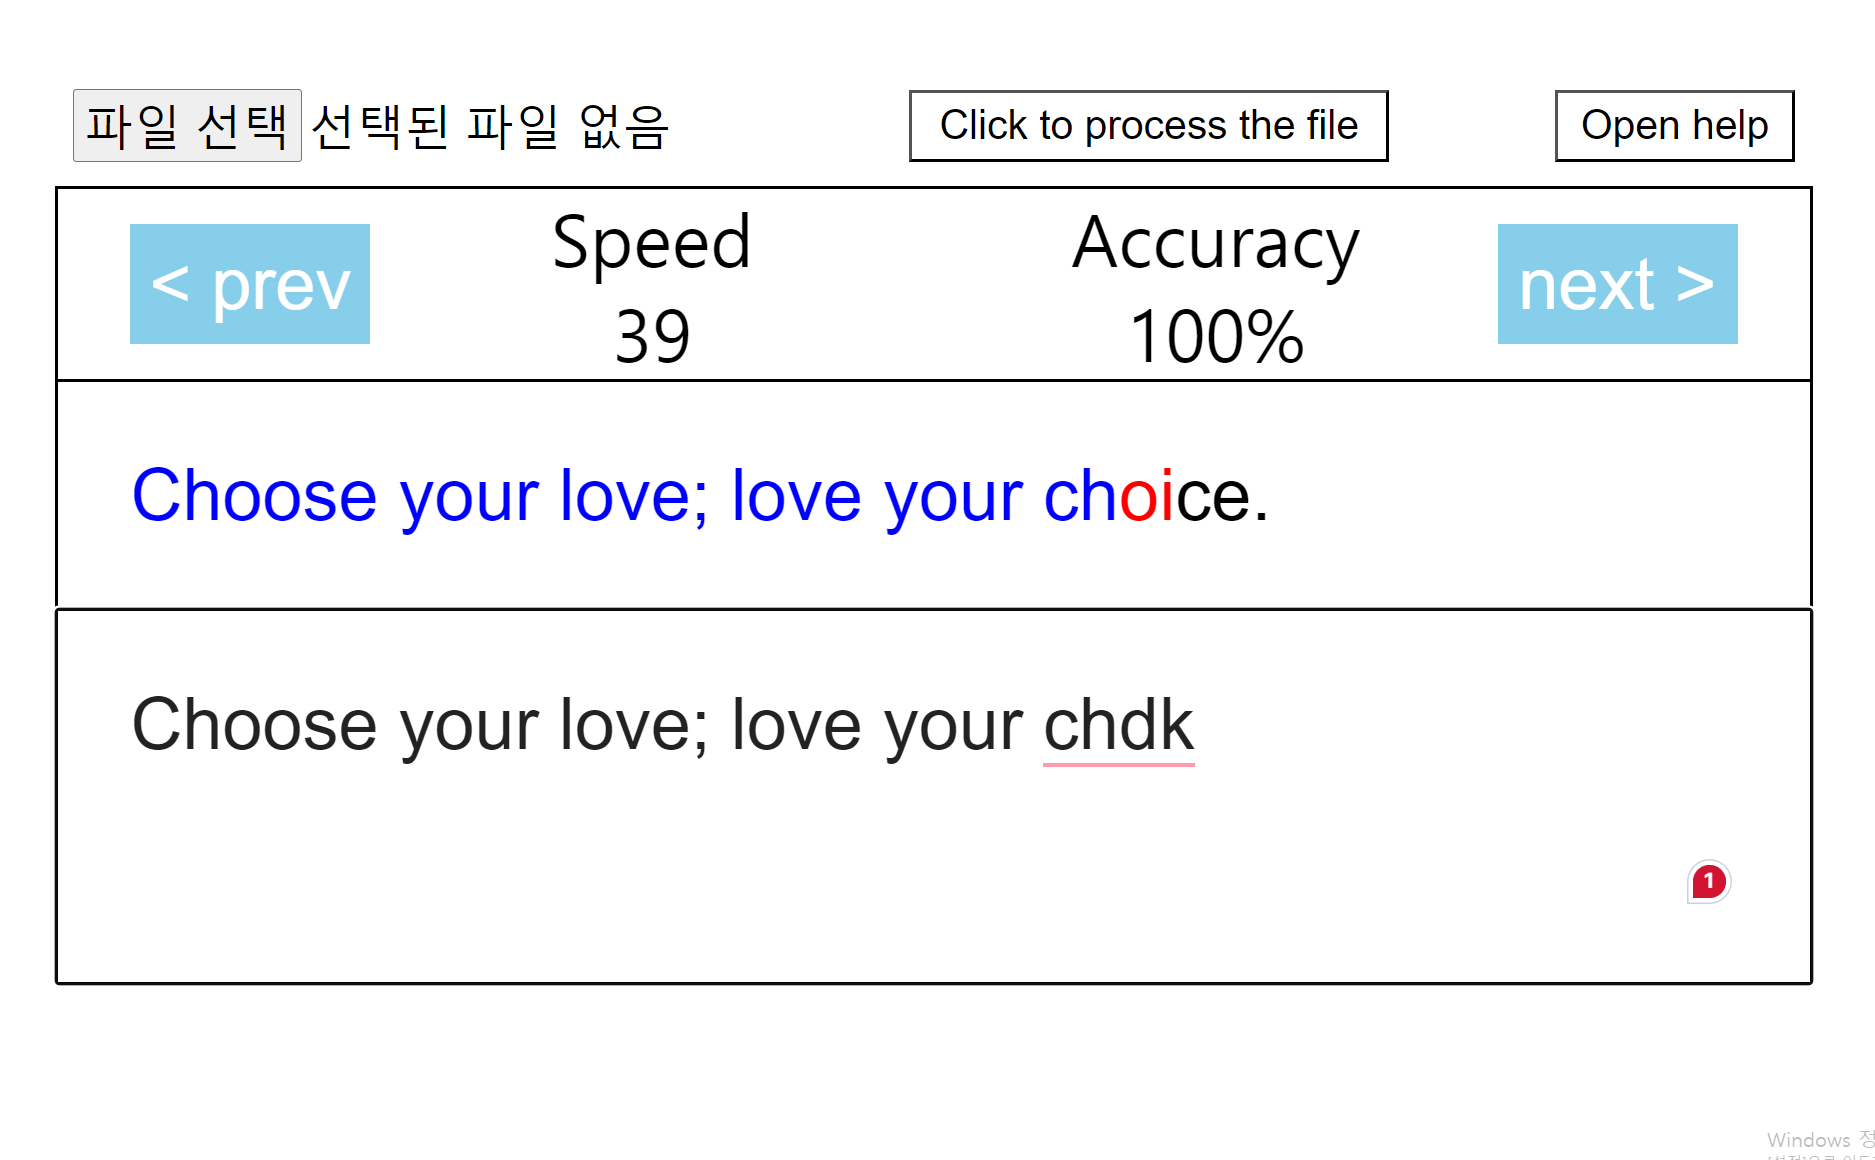 파일 선택 선택된 파일 없음 Click to process the file Open help
< prev Speed Accuracy next >
39 100%
Choose your love; love your choice.
Choose your love; love your chdk
1
Windows 정